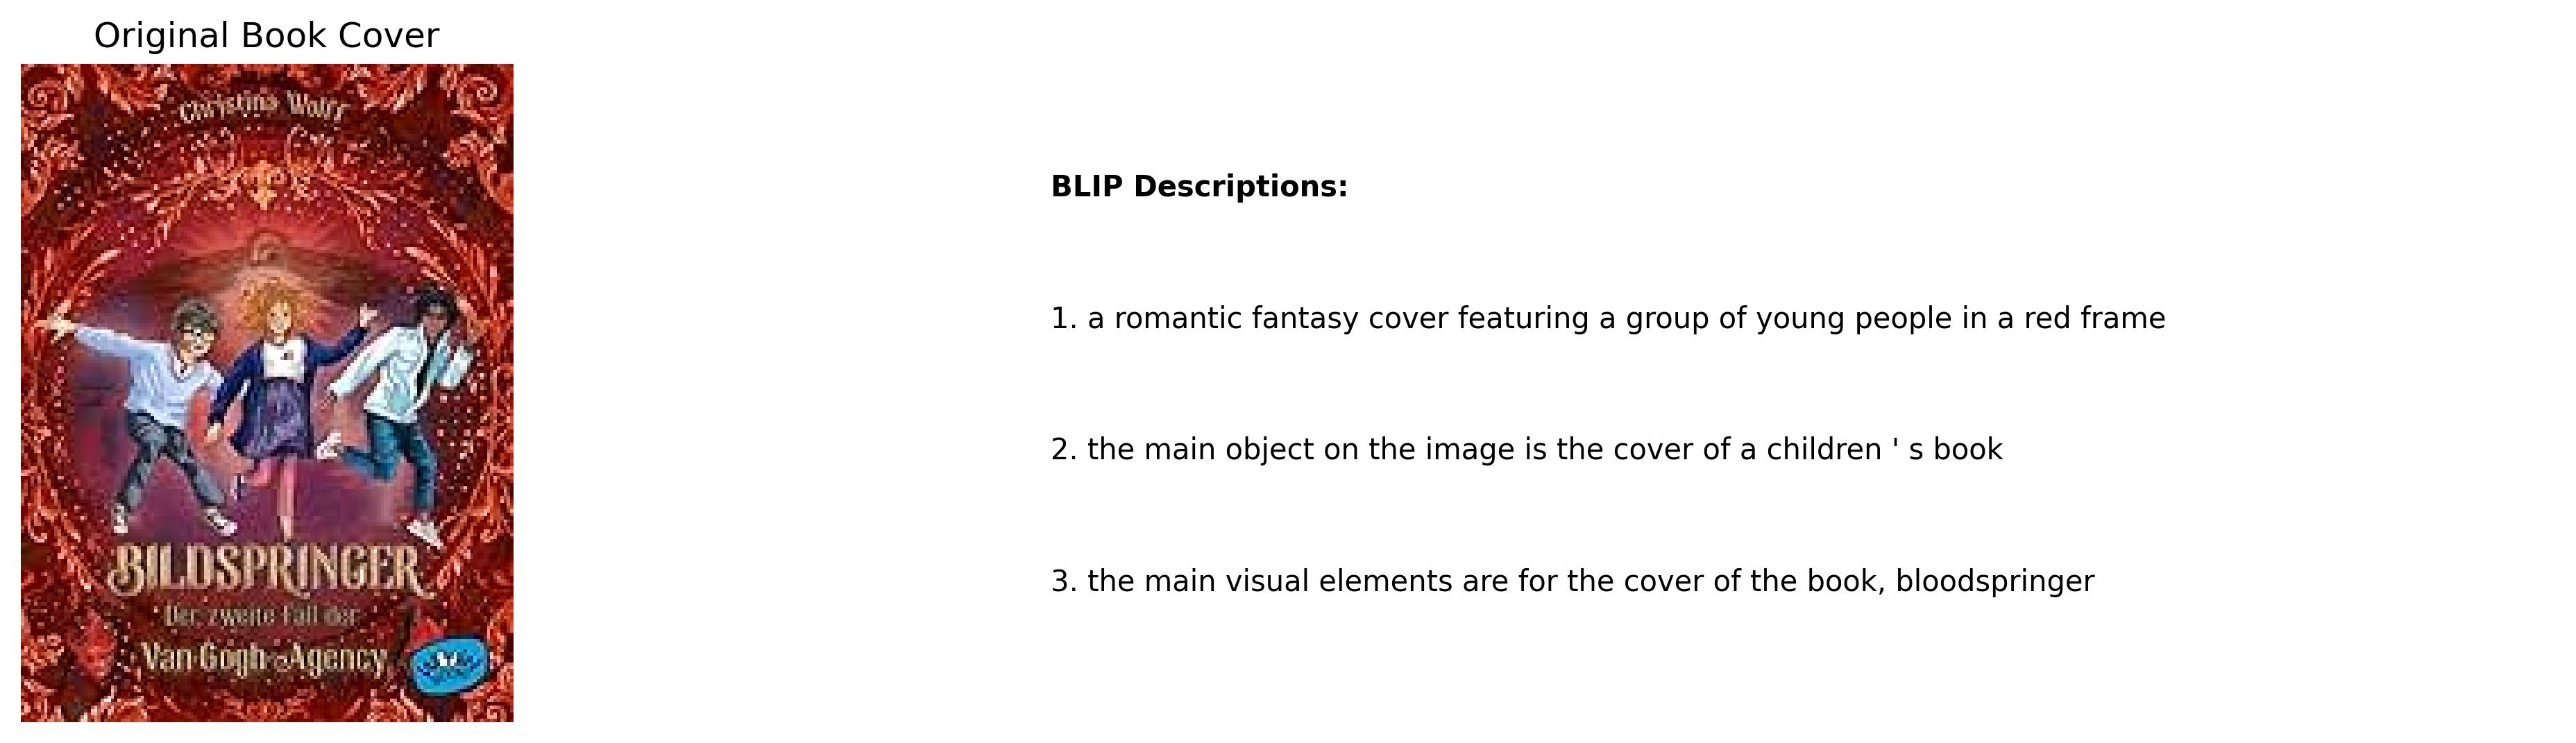 Original Book Cover
Christina Wolff
BILDSPRINGER
Der zweite Fall der
Van-Gogh-Agency
BLIP Descriptions:
1. a romantic fantasy cover featuring a group of young people in a red frame
2. the main object on the image is the cover of a children ' s book
3. the main visual elements are for the cover of the book, bloodspringer